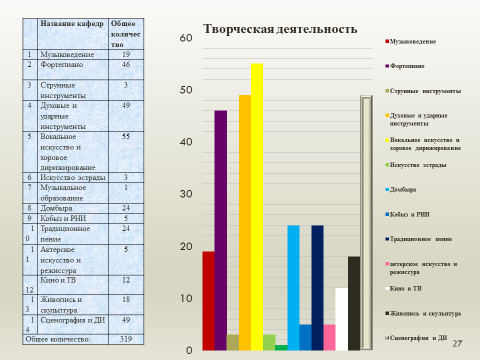 Название кафедр Общее
количес
тво
1 Музыковедение 19
2 Фортепиано 46
3 Струнные 3
инструменты
4 Духовые и 49
ударные
инструменты
5 Вокальное 55
искусство и
хоровое
дирижирование
6 Искусство эстрады 3
7 Музыкальное 1
образование
8 Домбыра 24
9 Кобыз и РНИ 5
1 Традиционное 24
0 пение
1 Актерское 5
1 искусство и
режиссура
Кино и ТВ 12
12
1 Живопись и 18
3 скульптура
1 Сценография и ДИ 49
4
Общее количество: 319
Творческая деятельность
60
50
40
30
20
10
0
Музыковедение
Фортепиано
Струнные инструменты
Духовые и ударные
инструменты
Вокальное искусство и
хоровое дирижирование
Искусство эстрады
Домбыра
Кобыз и РНИ
Традиционное пение
актерское искусство и
режиссура
Кино и ТВ
Живопись и скульптура
Сценография и ДИ
27